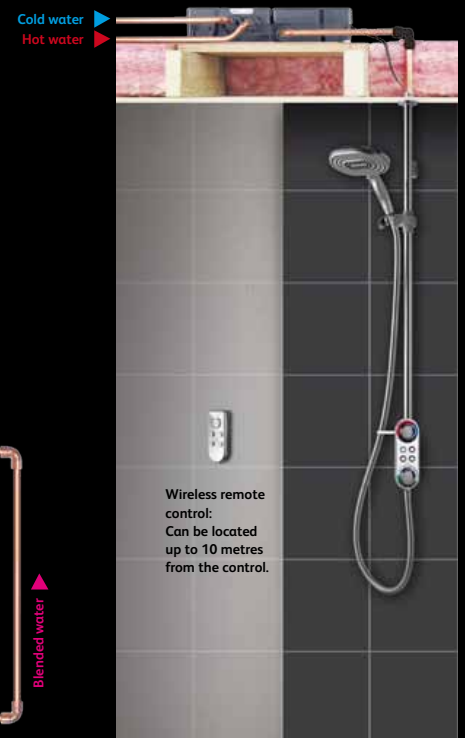 Cold water
Hot water
Wireless remote
control:
Can be located
up to 10 metres
from the control.
Blended water